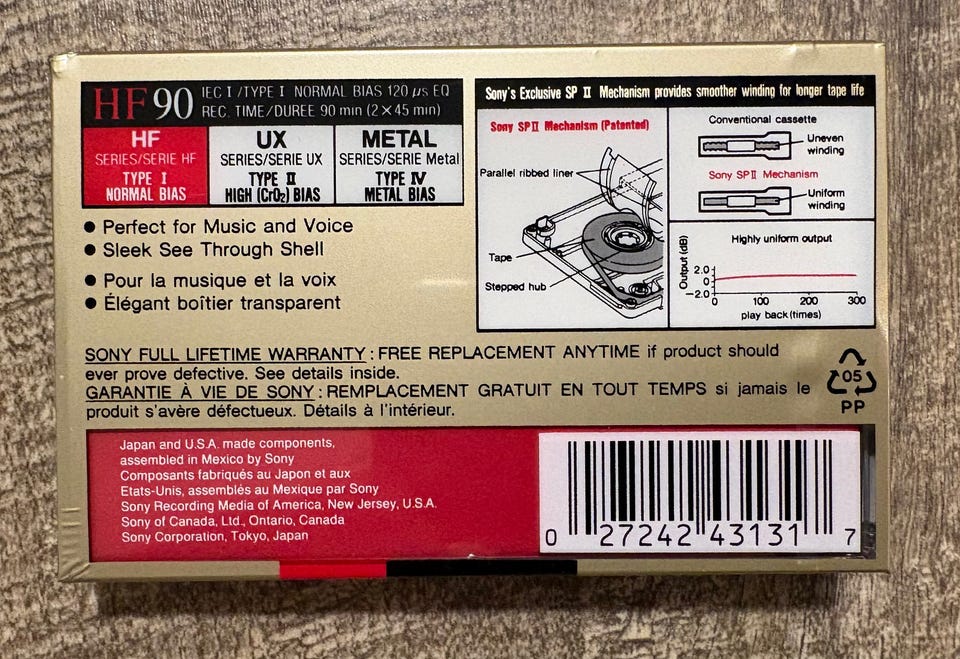 HF 90
IEC I / TYPE I NORMAL BIAS 120 µs EQ
REC. TIME/DUREE 90 min (2×45 min)
HF
SERIES/SERIE HF
TYPE I
NORMAL BIAS
UX
SERIES/SERIE UX
TYPE II
HIGH (CrO₂) BIAS
METAL
SERIES/SERIE Metal
TYPE IV
METAL BIAS
● Perfect for Music and Voice
● Sleek See Through Shell
● Pour la musique et la voix
● Élégant boîtier transparent
Sony's Exclusive SP II Mechanism provides smoother winding for longer tape life
Sony SPII Mechanism (Patented)
Parallel ribbed liner
Tape
Stepped hub
Conventional cassette
Uneven
winding
Sony SPII Mechanism
Uniform
winding
Highly uniform output
Output (dB)
2.0
0
-2.0
0 100 200 300
play back (times)
SONY FULL LIFETIME WARRANTY : FREE REPLACEMENT ANYTIME if product should
ever prove defective. See details inside.
GARANTIE À VIE DE SONY : REMPLACEMENT GRATUIT EN TOUT TEMPS si jamais le
produit s'avère défectueux. Détails à l'intérieur.
05
PP
Japan and U.S.A. made components,
assembled in Mexico by Sony
Composants fabriqués au Japon et aux
Etats-Unis, assemblés au Mexique par Sony
Sony Recording Media of America, New Jersey, U.S.A.
Sony of Canada, Ltd., Ontario, Canada
Sony Corporation, Tokyo, Japan
0 27242 43131 7